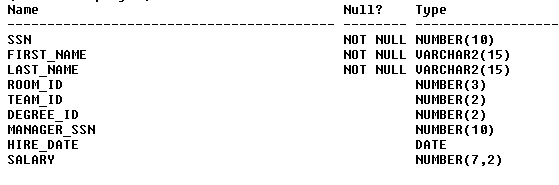 Name Null? Type
----------------------------------------- -------- ----------------------------
SSN NOT NULL NUMBER(10)
FIRST_NAME NOT NULL VARCHAR2(15)
LAST_NAME NOT NULL VARCHAR2(15)
ROOM_ID NUMBER(3)
TEAM_ID NUMBER(2)
DEGREE_ID NUMBER(2)
MANAGER_SSN NUMBER(10)
HIRE_DATE DATE
SALARY NUMBER(7,2)